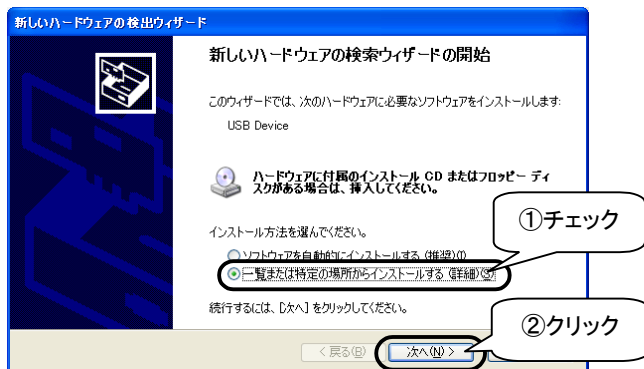 新しいハードウェアの検出ウィザード
新しいハードウェアの検索ウィザードの開始
このウィザードでは、次のハードウェアに必要なソフトウェアをインストールします:
USB Device
ハードウェアに付属のインストール CD またはフロッピー ディ
スクがある場合は、挿入してください。
①チェック
インストール方法を選んでください。
ソフトウェアを自動的にインストールする (推奨)(I)
一覧または特定の場所からインストールする (詳細)(S)
続行するには、[次へ] をクリックしてください。
②クリック
< 戻る(B)
次へ(N) >